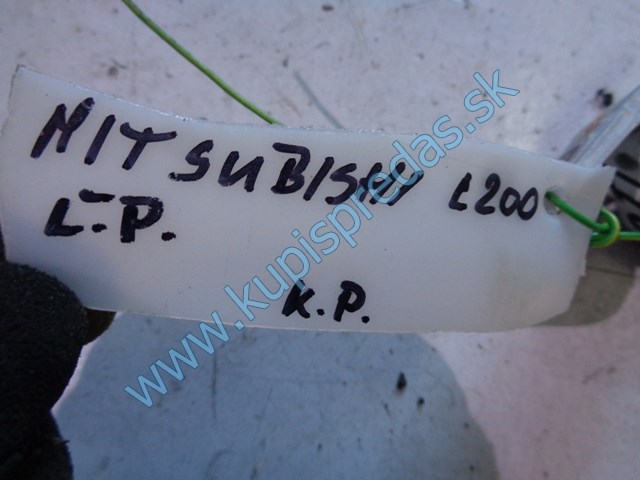 MITSUBISHI L200
L-P.
K.P.
www.kupispredas.sk